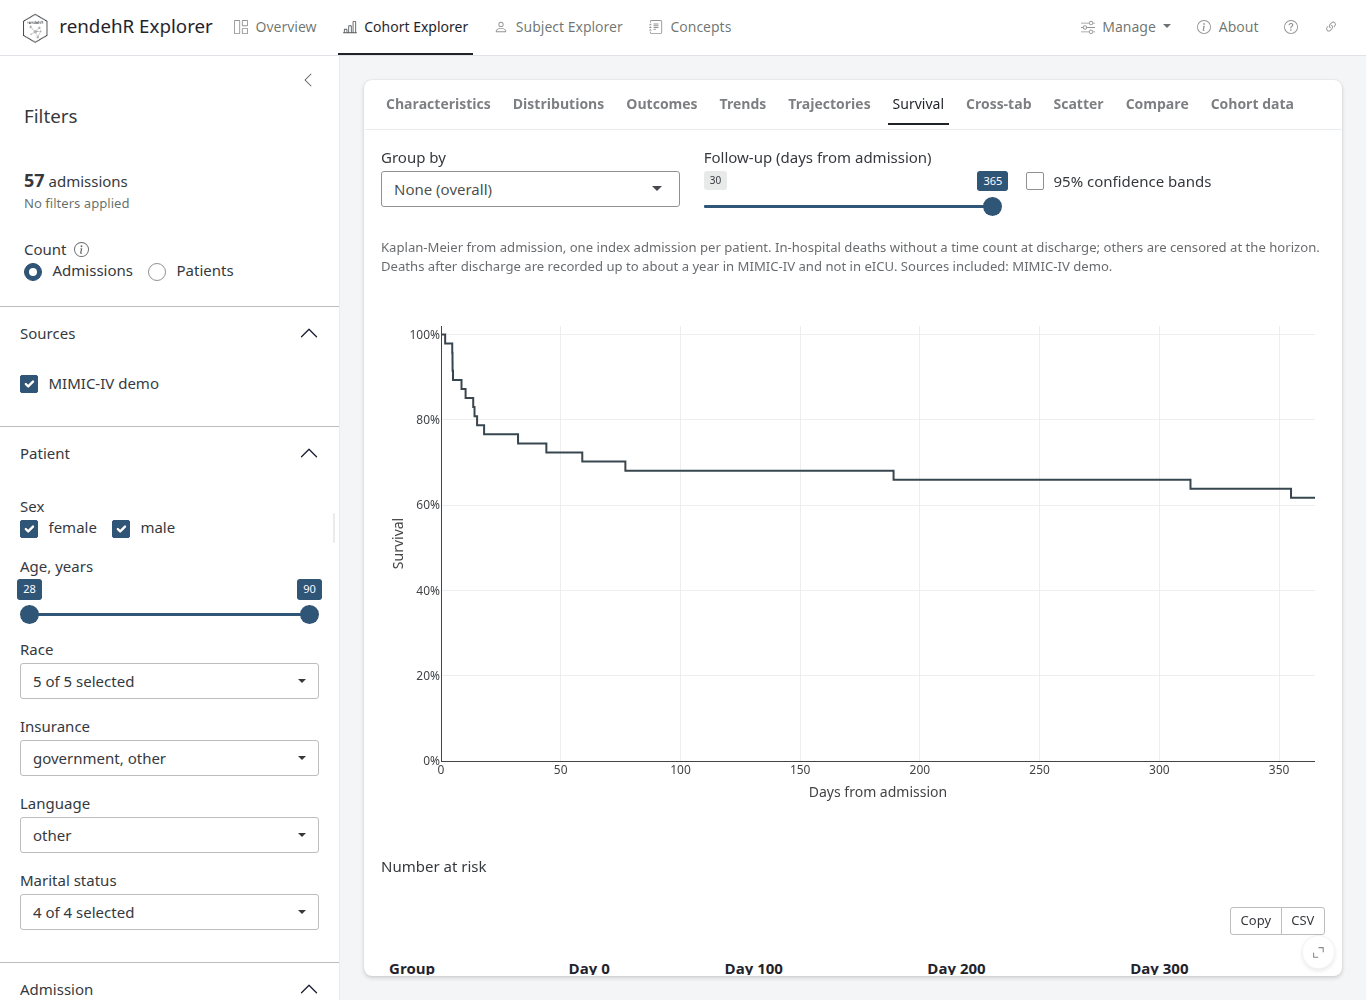 rendehR Explorer
Overview
Cohort Explorer
Subject Explorer
Concepts
Manage
About
Filters
57 admissions
No filters applied
Count
Admissions
Patients
Sources
MIMIC-IV demo
Patient
Sex
female
male
Age, years
28
90
Race
5 of 5 selected
Insurance
government, other
Language
other
Marital status
4 of 4 selected
Admission
Characteristics
Distributions
Outcomes
Trends
Trajectories
Survival
Cross-tab
Scatter
Compare
Cohort data
Group by
None (overall)
Follow-up (days from admission)
30
365
95% confidence bands
Kaplan-Meier from admission, one index admission per patient. In-hospital deaths without a time count at discharge; others are censored at the horizon.
Deaths after discharge are recorded up to about a year in MIMIC-IV and not in eICU. Sources included: MIMIC-IV demo.
100%
80%
60%
40%
20%
0%
Survival
0
50
100
150
200
250
300
350
Days from admission
Number at risk
Copy
CSV
Group
Day 0
Day 100
Day 200
Day 300